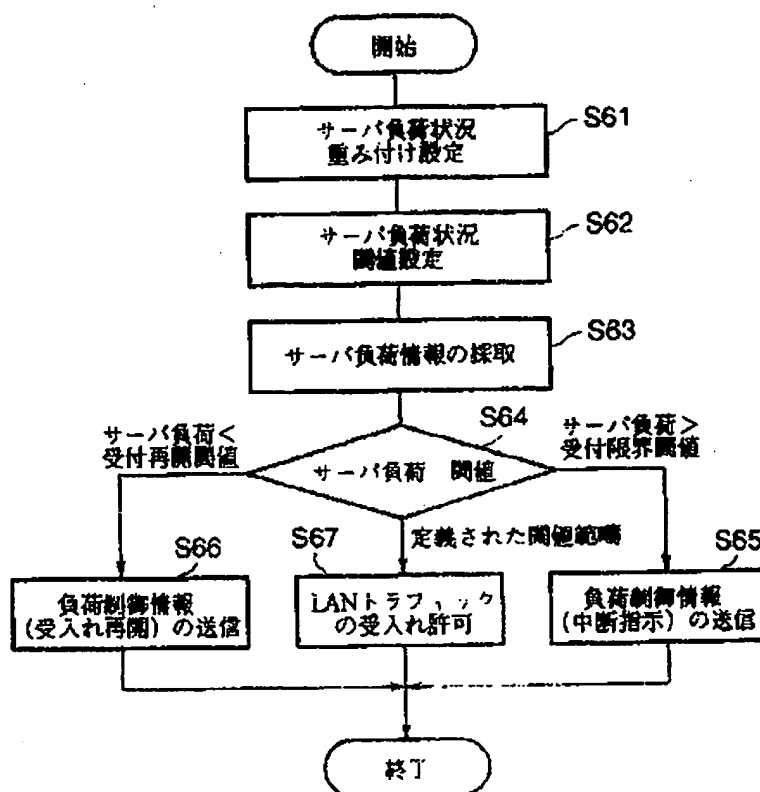 開始
サーバ負荷状況
重み付け設定
S61
サーバ負荷状況
閾値設定
S62
サーバ負荷情報の採取
S63
サーバ負荷<
受付再開閾値
S64
サーバ負荷>
受付限界閾値
サーバ負荷 閾値
S66
S67
定義された閾値範疇
S65
負荷制御情報
(受入れ再開)の送信
LANトラフィック
の受入れ許可
負荷制御情報
(中断指示)の送信
終了